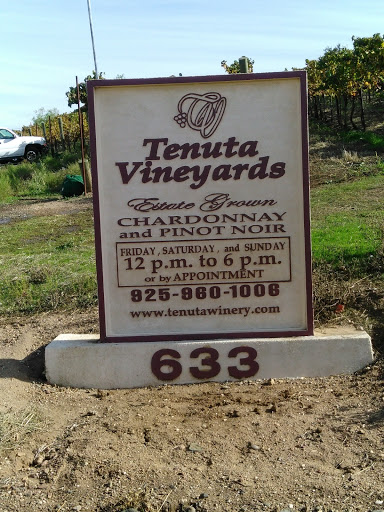 Tenuta
Vineyards
Estate Grown
CHARDONNAY
and PINOT NOIR
FRIDAY, SATURDAY, and SUNDAY
12 p.m. to 6 p.m.
or by APPOINTMENT
925-960-1006
www.tenutawinery.com
633